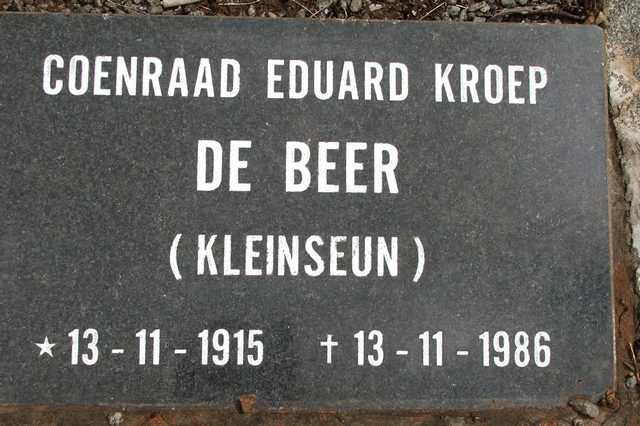 COENRAAD EDUARD KROEP
DE BEER
(KLEINSEUN)
★ 13 - 11 - 1915 † 13 - 11 - 1986